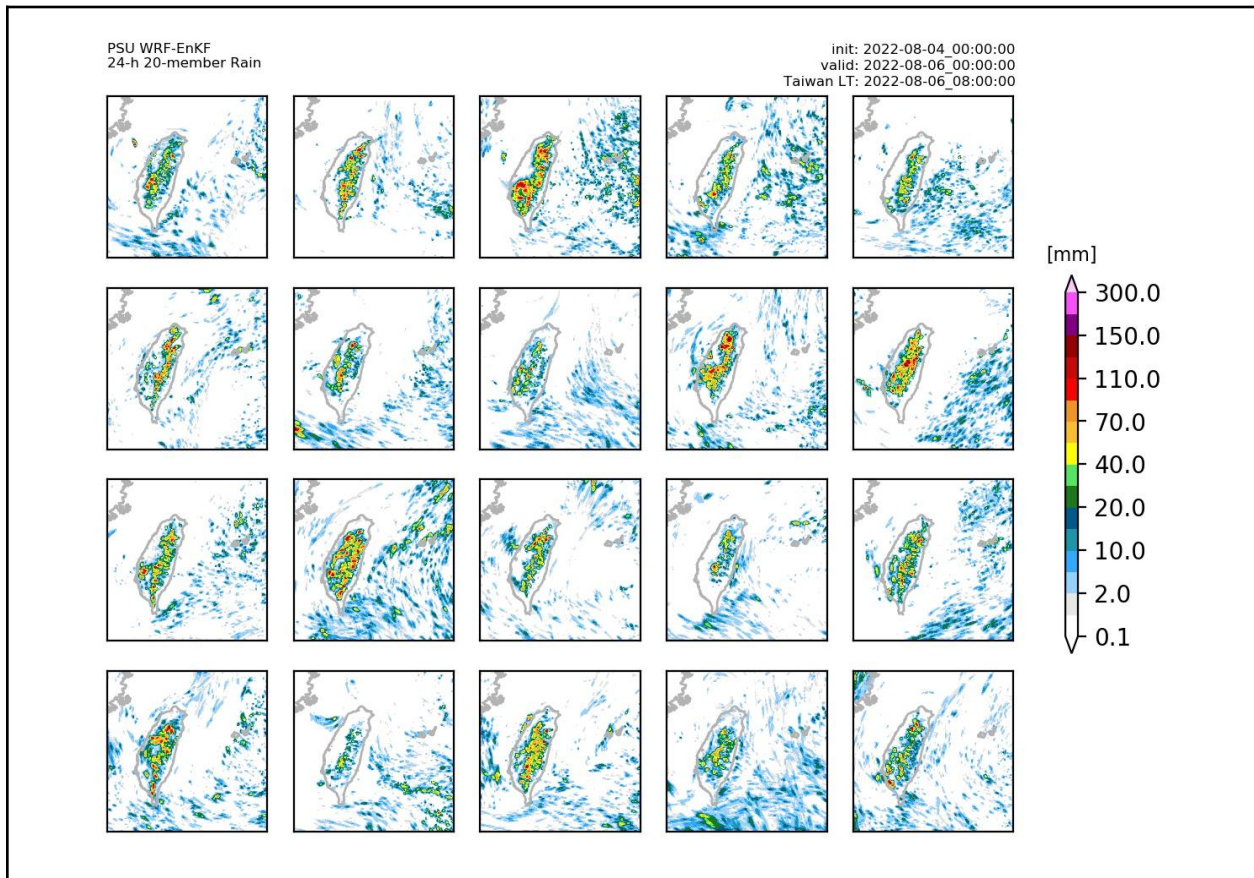 PSU WRF-EnKF
24-h 20-member Rain
init: 2022-08-04_00:00:00
valid: 2022-08-06_00:00:00
Taiwan LT: 2022-08-06_08:00:00
[mm]
300.0
150.0
110.0
70.0
40.0
20.0
10.0
2.0
0.1